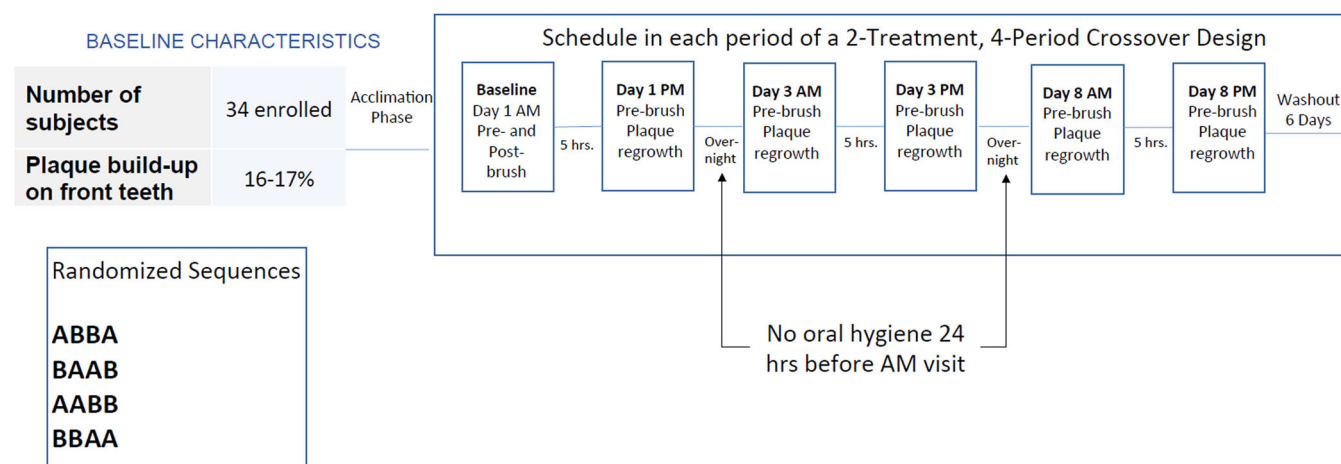 BASELINE CHARACTERISTICS
Number of
subjects
34 enrolled
Plaque build-up
on front teeth
16-17%
Acclimation
Phase
Schedule in each period of a 2-Treatment, 4-Period Crossover Design
Baseline
Day 1 AM
Pre- and
Post-
brush
5 hrs.
Day 1 PM
Pre-brush
Plaque
regrowth
Over-
night
Day 3 AM
Pre-brush
Plaque
regrowth
5 hrs.
Day 3 PM
Pre-brush
Plaque
regrowth
Over-
night
Day 8 AM
Pre-brush
Plaque
regrowth
5 hrs.
Day 8 PM
Pre-brush
Plaque
regrowth
Washout
6 Days
No oral hygiene 24
hrs before AM visit
Randomized Sequences
ABBA
BAAB
AABB
BBAA